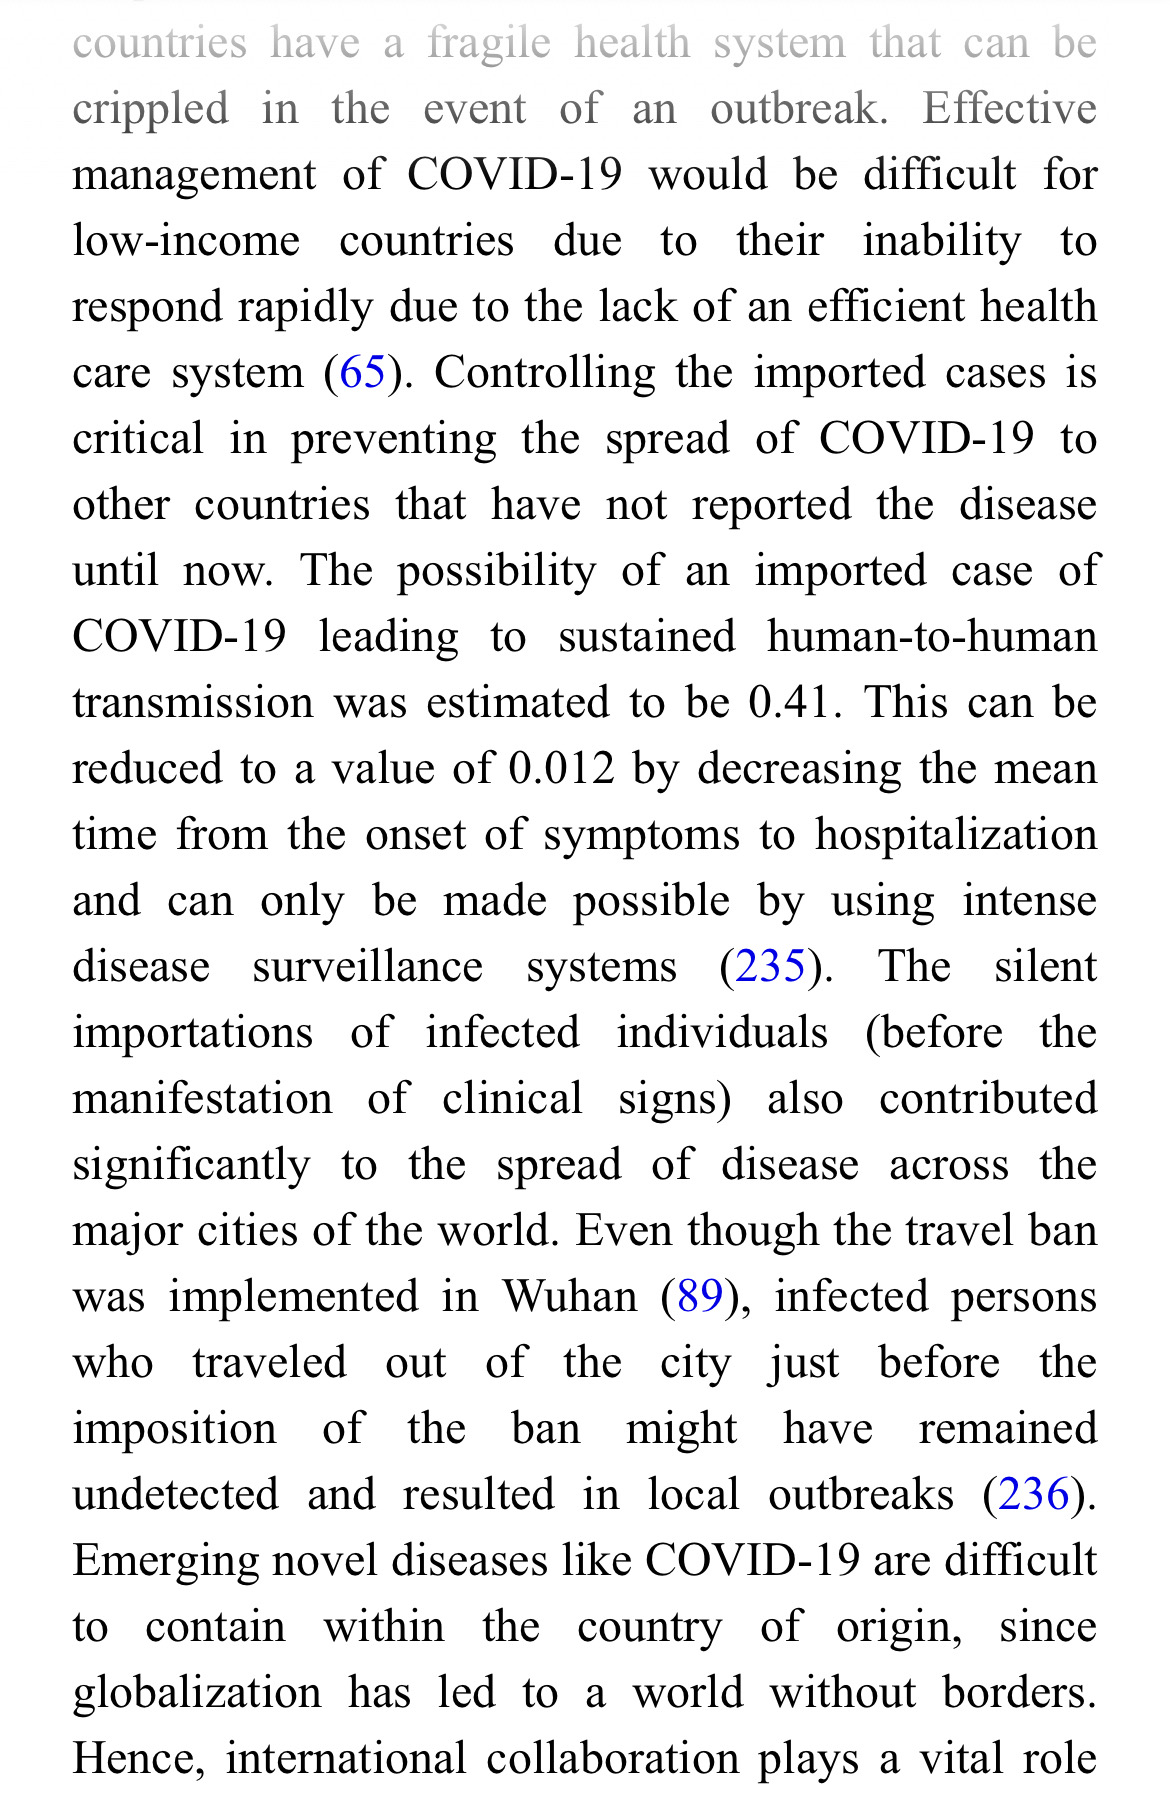 countries have a fragile health system that can be
crippled in the event of an outbreak. Effective
management of COVID-19 would be difficult for
low-income countries due to their inability to
respond rapidly due to the lack of an efficient health
care system (65). Controlling the imported cases is
critical in preventing the spread of COVID-19 to
other countries that have not reported the disease
until now. The possibility of an imported case of
COVID-19 leading to sustained human-to-human
transmission was estimated to be 0.41. This can be
reduced to a value of 0.012 by decreasing the mean
time from the onset of symptoms to hospitalization
and can only be made possible by using intense
disease surveillance systems (235). The silent
importations of infected individuals (before the
manifestation of clinical signs) also contributed
significantly to the spread of disease across the
major cities of the world. Even though the travel ban
was implemented in Wuhan (89), infected persons
who traveled out of the city just before the
imposition of the ban might have remained
undetected and resulted in local outbreaks (236).
Emerging novel diseases like COVID-19 are difficult
to contain within the country of origin, since
globalization has led to a world without borders.
Hence, international collaboration plays a vital role